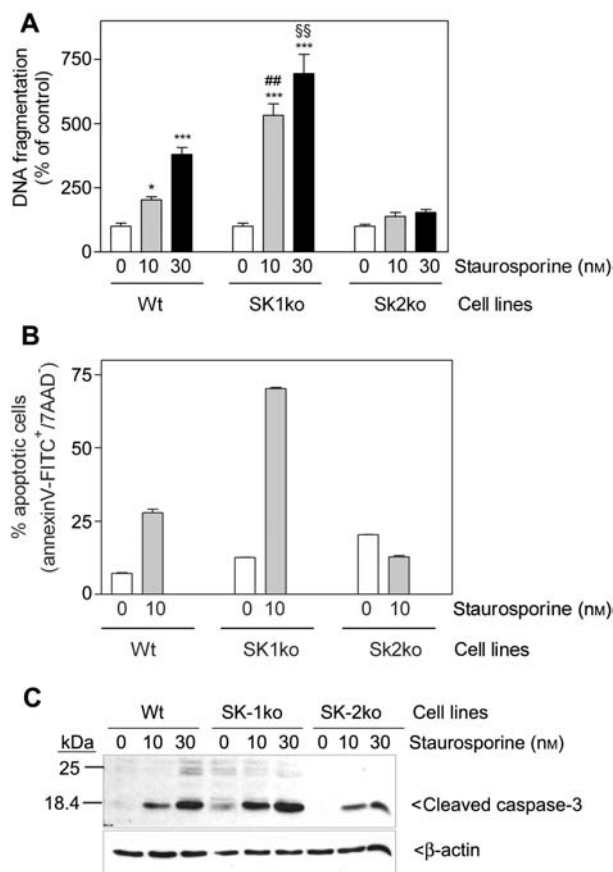 A
DNA fragmentation
(% of control)
750
500
250
0
*
***
##
***
§§
***
0 10 30 0 10 30 0 10 30 Staurosporine (nM)
Wt SK1ko Sk2ko Cell lines
B
% apoptotic cells
(annexinV-FITC+/7AAD-)
75
50
25
0
0 10 0 10 0 10 Staurosporine (nM)
Wt SK1ko Sk2ko Cell lines
C
Wt SK-1ko SK-2ko Cell lines
kDa 0 10 30 0 10 30 0 10 30 Staurosporine (nM)
25
18.4 <Cleaved caspase-3
<β-actin